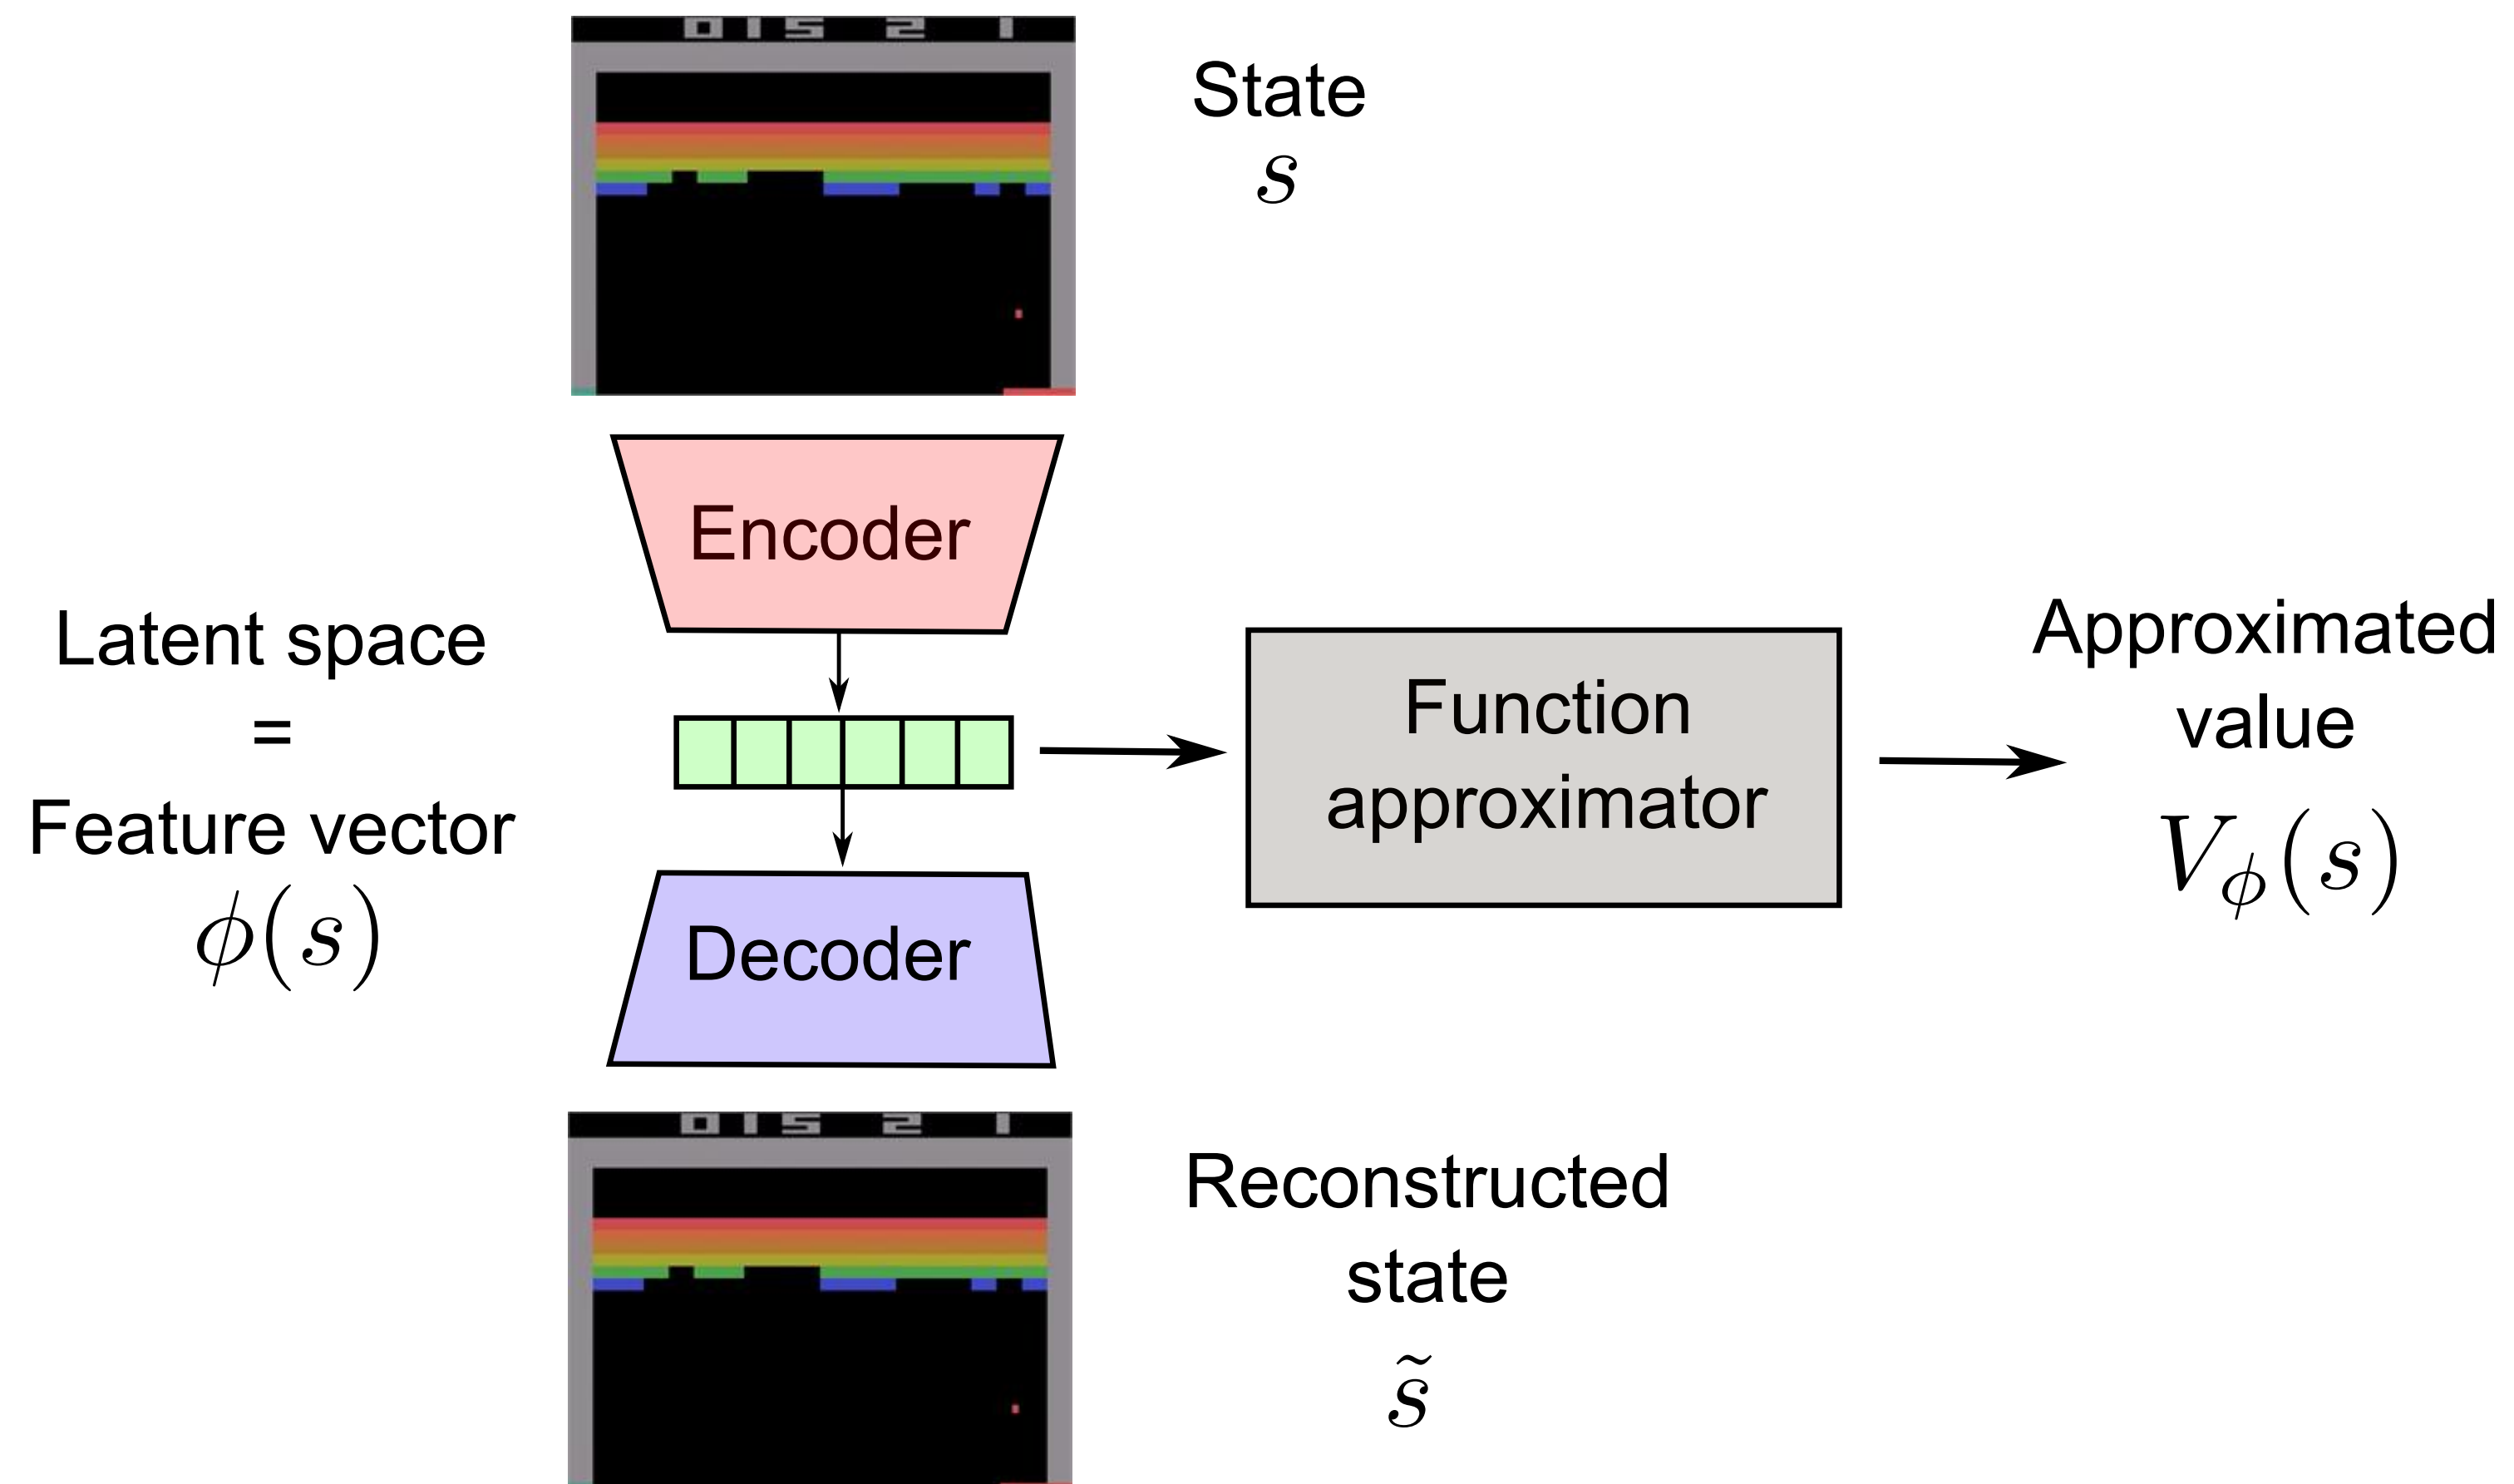 015 2 1
State
s
Encoder
Latent space
=
Feature vector
ϕ(s)
Function
approximator
Approximated
value
V_ϕ(s)
Decoder
015 2 1
Reconstructed
state
s̃